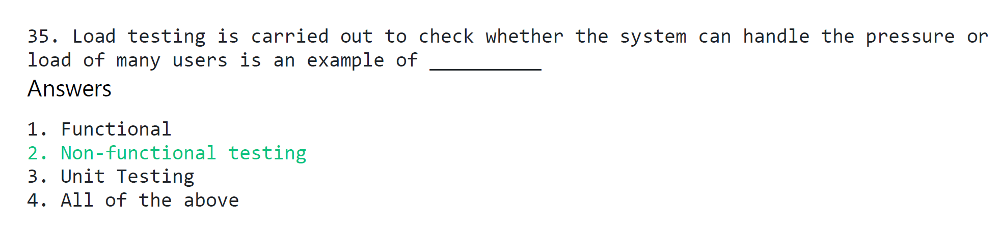 35. Load testing is carried out to check whether the system can handle the pressure or
load of many users is an example of __________
Answers
1. Functional
2. Non-functional testing
3. Unit Testing
4. All of the above